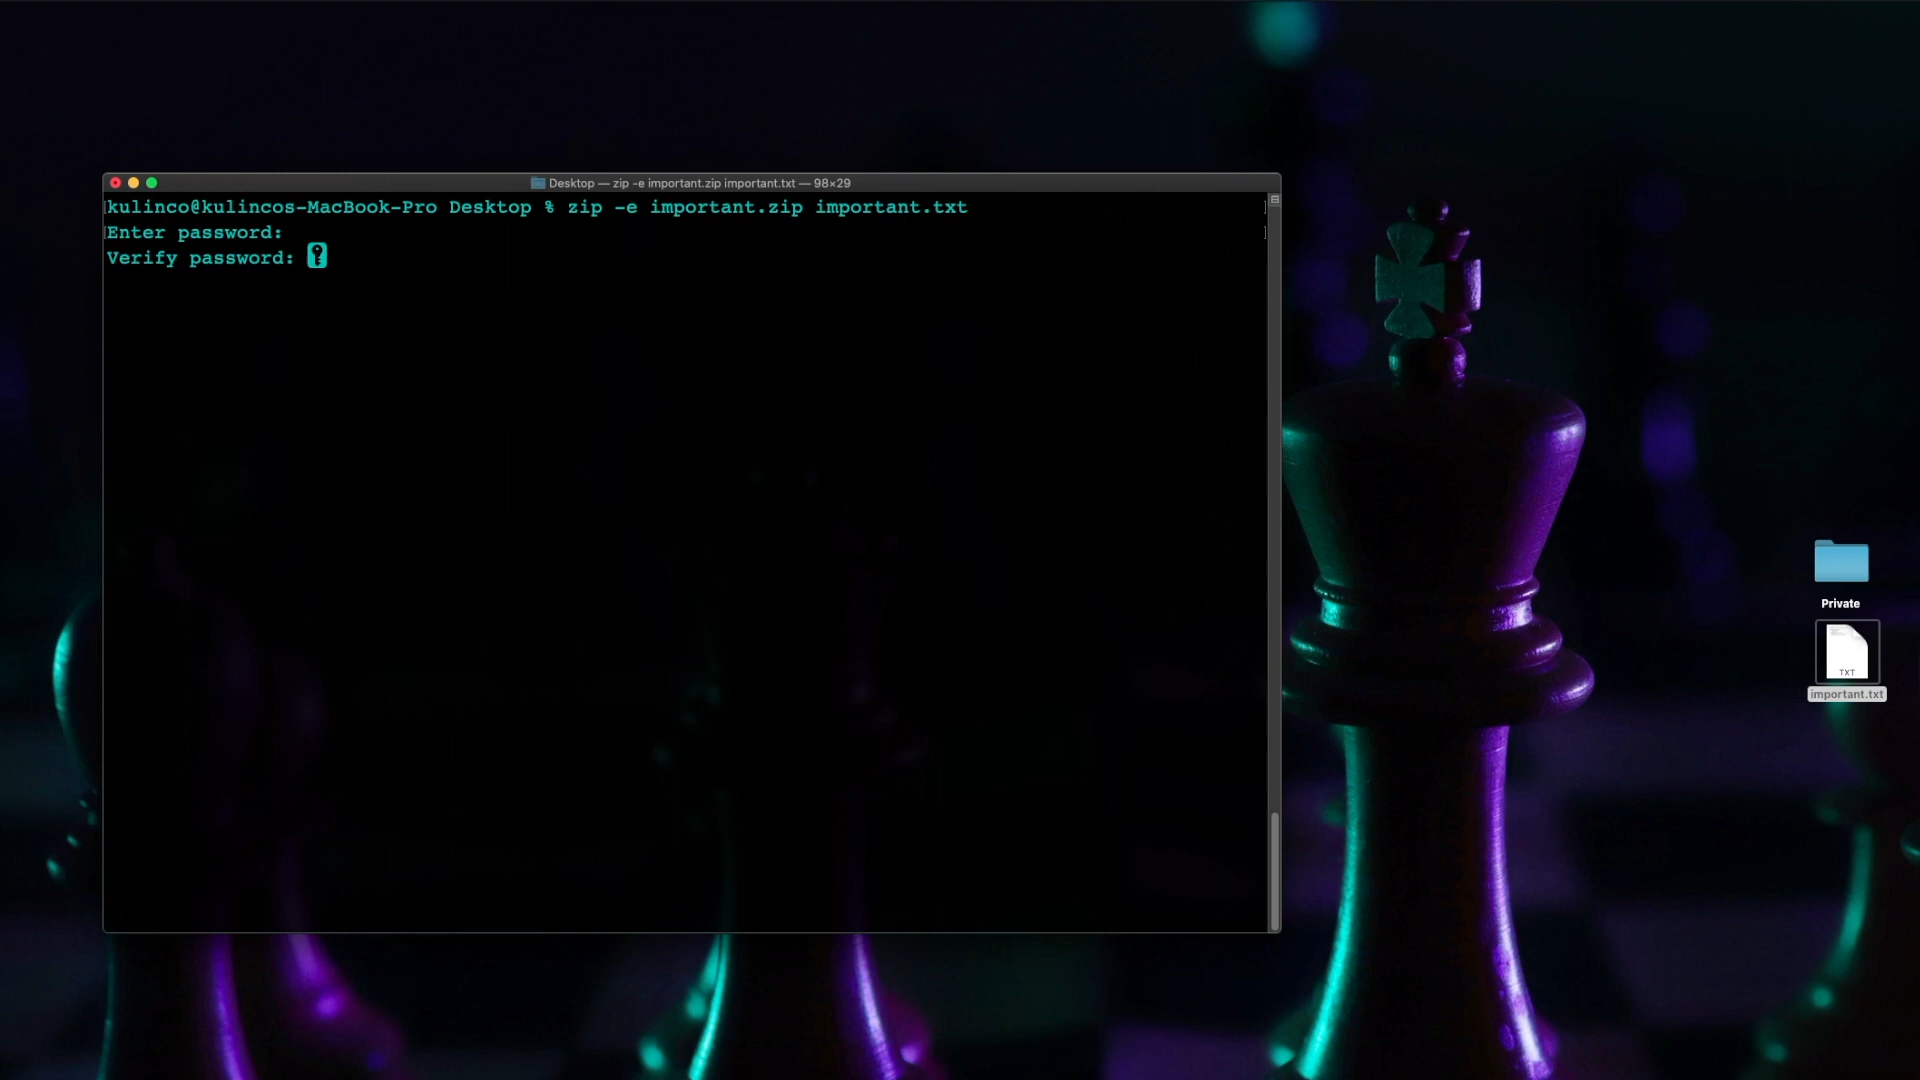 Desktop — zip -e important.zip important.txt — 98×29
kulinco@kulincos-MacBook-Pro Desktop % zip -e important.zip important.txt
Enter password:
Verify password:
Private
TXT
important.txt